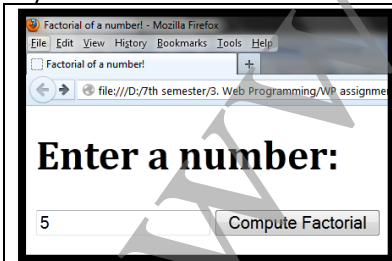 Factorial of a number! - Mozilla Firefox
File Edit View History Bookmarks Tools Help
Factorial of a number! +
file:///D:/7th semester/3. Web Programming/WP assignme
Enter a number:
5 Compute Factorial